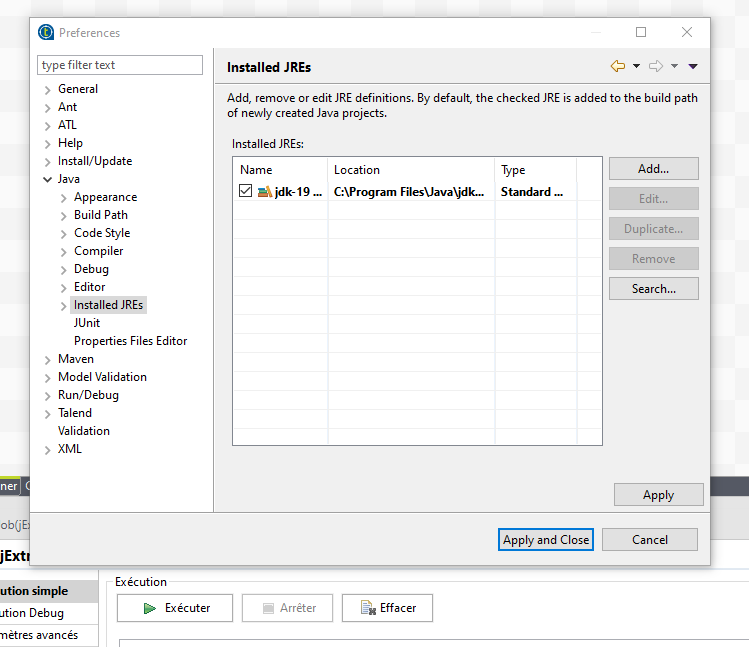 Preferences
type filter text
General
Ant
ATL
Help
Install/Update
Java
Appearance
Build Path
Code Style
Compiler
Debug
Editor
Installed JREs
JUnit
Properties Files Editor
Maven
Model Validation
Run/Debug
Talend
Validation
XML
Installed JREs
Add, remove or edit JRE definitions. By default, the checked JRE is added to the build path
of newly created Java projects.
Installed JREs:
Name Location Type
jdk-19 ... C:\Program Files\Java\jdk... Standard ...
Add...
Edit...
Duplicate...
Remove
Search...
Apply
Apply and Close Cancel
ner
ob(jEx
jExtr
ution simple
ution Debug
mètres avancés
Exécution
Exécuter Arrêter Effacer